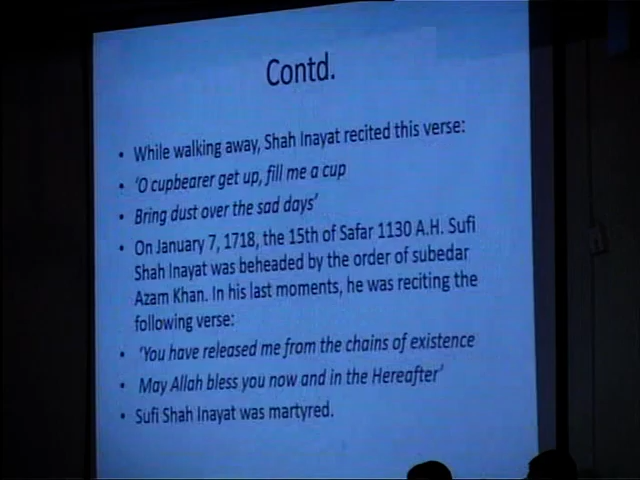 Contd.
• While walking away, Shah Inayat recited this verse:
• 'O cupbearer get up, fill me a cup
• Bring dust over the sad days'
• On January 7, 1718, the 15th of Safar 1130 A.H. Sufi
Shah Inayat was beheaded by the order of subedar
Azam Khan. In his last moments, he was reciting the
following verse:
• 'You have released me from the chains of existence
• May Allah bless you now and in the Hereafter'
• Sufi Shah Inayat was martyred.